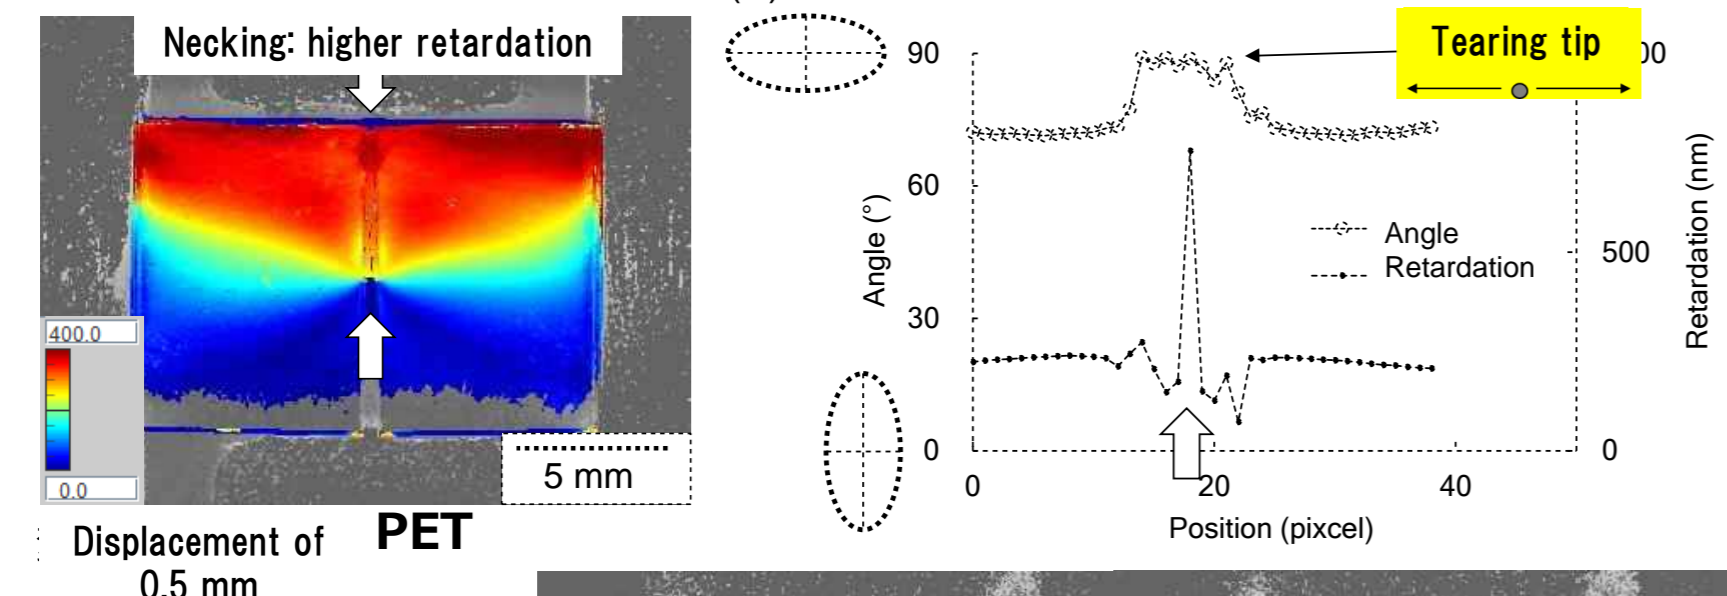 Necking: higher retardation
400.0
0.0
5 mm
Displacement of
0.5 mm
PET
90
60
30
0
Angle (°)
Tearing tip
00
500
0
Retardation (nm)
Angle
Retardation
0
20
40
Position (pixcel)